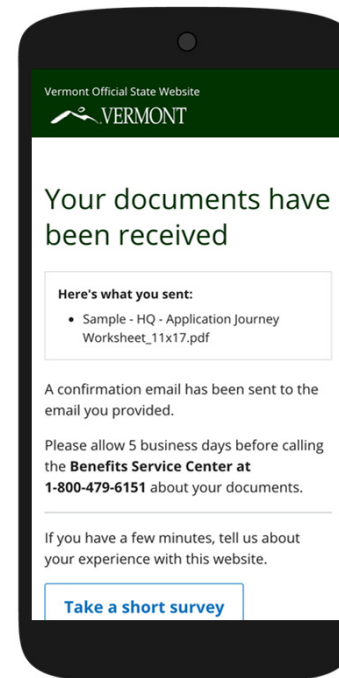 Vermont Official State Website
VERMONT
Your documents have
been received
Here's what you sent:
• Sample - HQ - Application Journey
Worksheet_11x17.pdf
A confirmation email has been sent to the
email you provided.
Please allow 5 business days before calling
the Benefits Service Center at
1-800-479-6151 about your documents.
If you have a few minutes, tell us about
your experience with this website.
Take a short survey